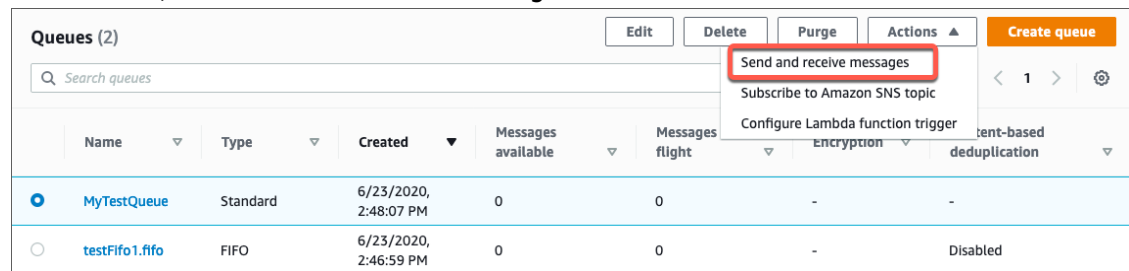 Queues (2)
Edit
Delete
Purge
Actions
Create queue
Search queues
Send and receive messages
1
Subscribe to Amazon SNS topic
Configure Lambda function trigger
Name
Type
Created
Messages
available
Messages
flight
Encryption
tent-based
deduplication
MyTestQueue
Standard
6/23/2020,
2:48:07 PM
0
0
-
-
testFifo1.fifo
FIFO
6/23/2020,
2:46:59 PM
0
0
-
Disabled